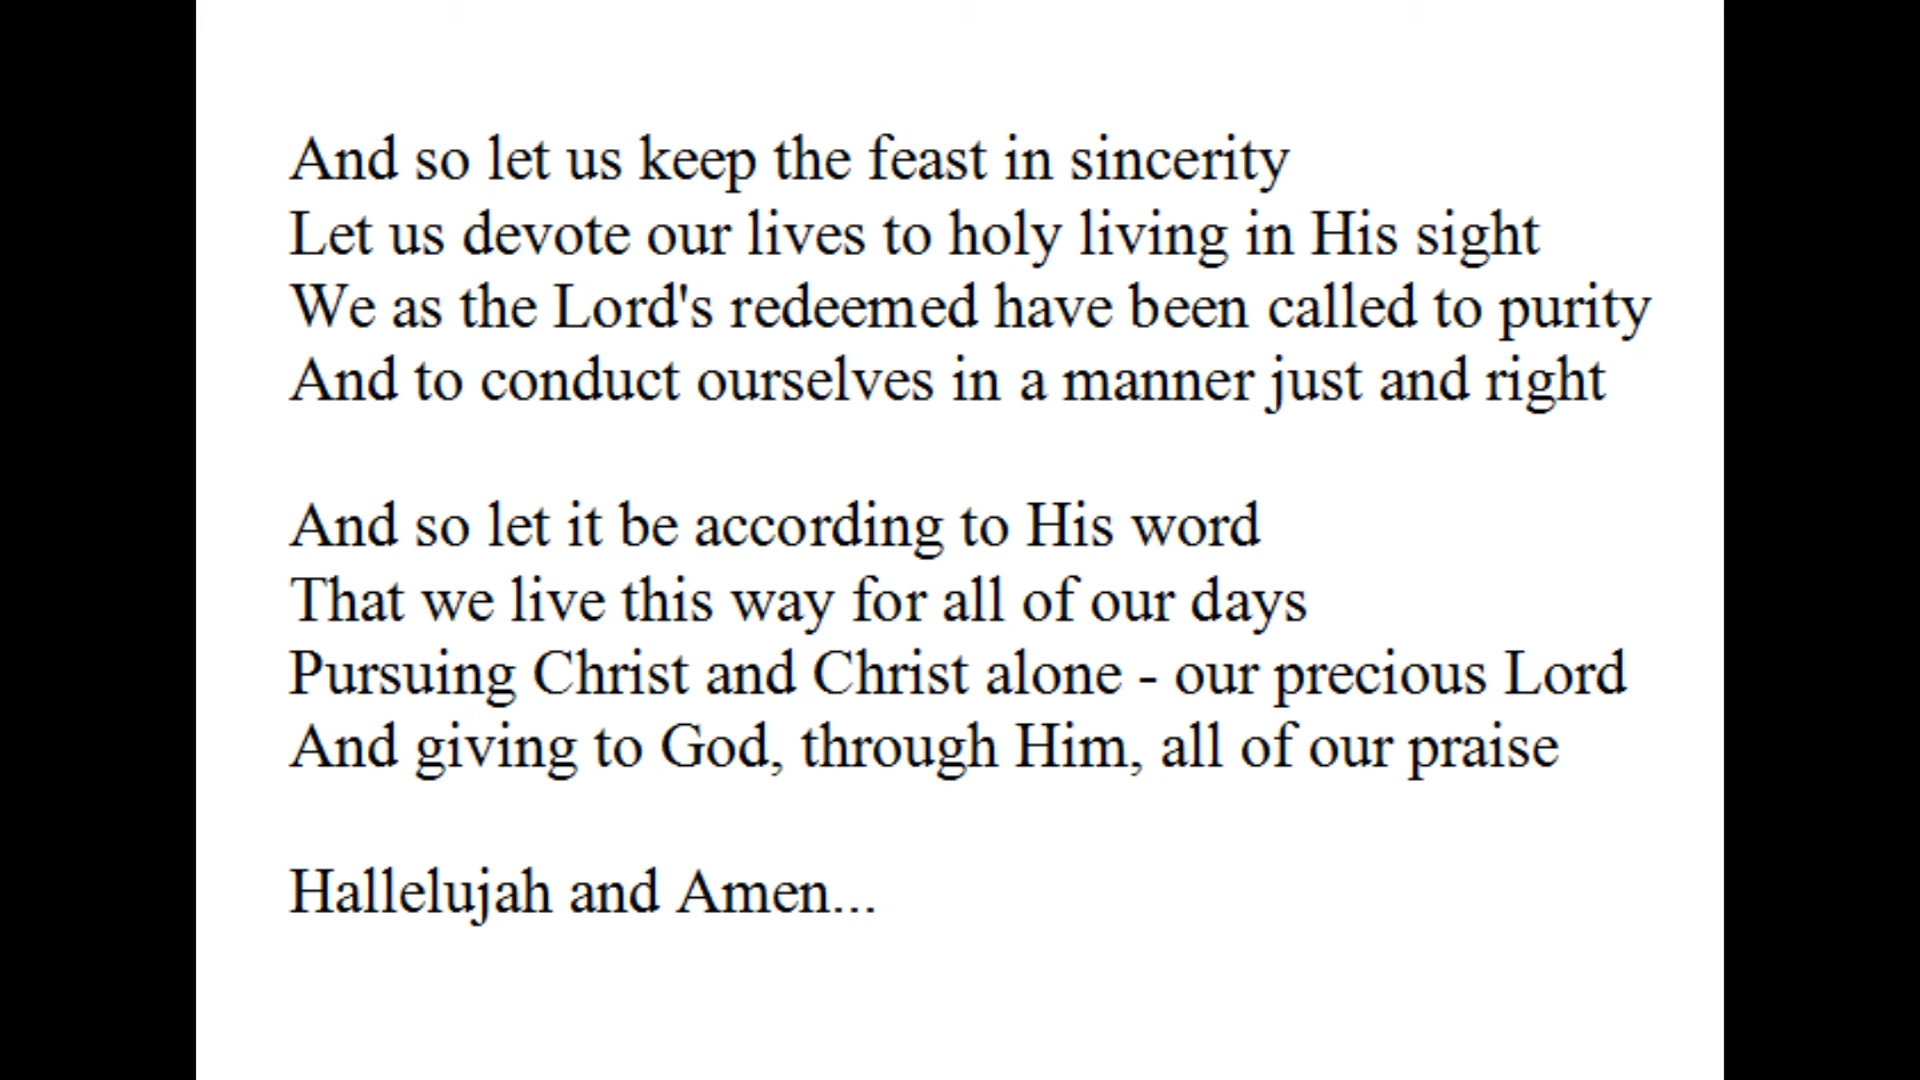 And so let us keep the feast in sincerity
Let us devote our lives to holy living in His sight
We as the Lord's redeemed have been called to purity
And to conduct ourselves in a manner just and right
And so let it be according to His word
That we live this way for all of our days
Pursuing Christ and Christ alone - our precious Lord
And giving to God, through Him, all of our praise
Hallelujah and Amen...